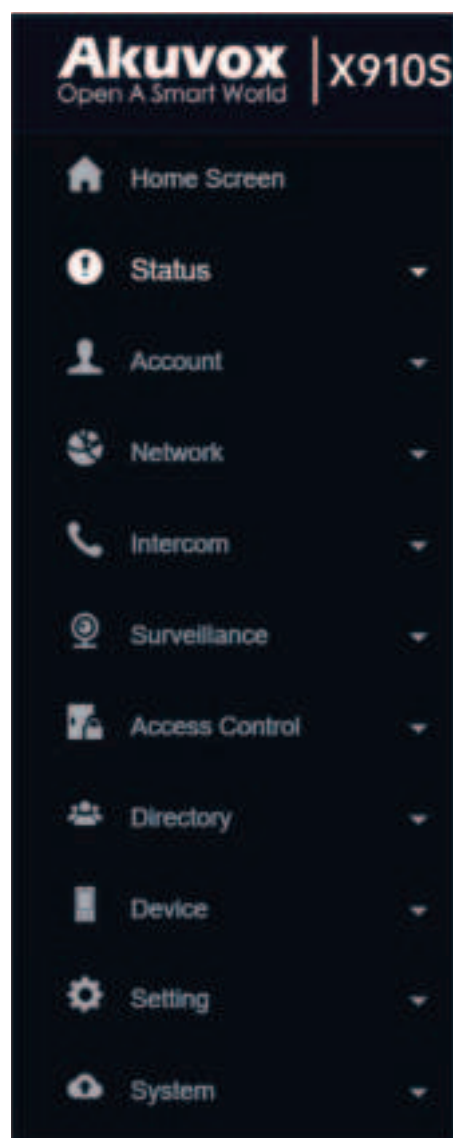 Akuvox
Open A Smart World
X910S
Home Screen
Status
Account
Network
Intercom
Surveillance
Access Control
Directory
Device
Setting
System